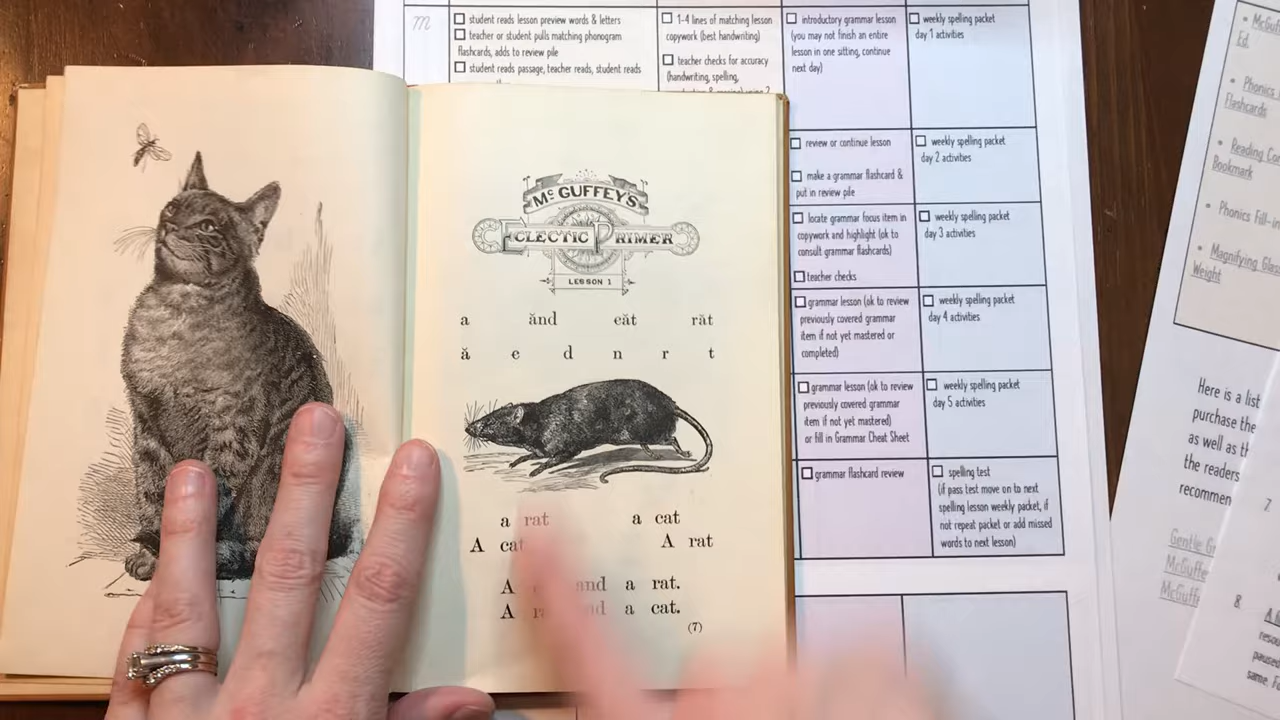 m
student reads lesson preview words & letters
teacher or student pulls matching phonogram
flashcards, adds to review pile
student reads passage, teacher reads, student reads
1-4 lines of matching lesson
copywork (best handwriting)
teacher checks for accuracy
(handwriting, spelling,
introductory grammar lesson
(you may not finish an entire
lesson in one sitting, continue
next day)
weekly spelling packet
day 1 activities
review or continue lesson
make a grammar flashcard &
put in review pile
weekly spelling packet
day 2 activities
locate grammar focus item in
copywork and highlight (ok to
consult grammar flashcards)
teacher checks
weekly spelling packet
day 3 activities
grammar lesson (ok to review
previously covered grammar
item if not yet mastered or
completed)
weekly spelling packet
day 4 activities
grammar lesson (ok to review
previously covered grammar
item if not yet mastered)
or fill in Grammar Cheat Sheet
weekly spelling packet
day 5 activities
grammar flashcard review
spelling test
(if pass test move on to next
spelling lesson weekly packet, if
not repeat packet or add missed
words to next lesson)
McGUFFEY'S
ECLECTIC PRIMER
LESSON 1
a ănd căt răt
ă c d n r t
a rat a cat
A cat A rat
A and a rat.
A a cat.
(7)
Ed.
• Phonics
Flashcards
• Reading
Bookmark
• Phonics
• Magnifying
Weight
Here is a list
purchase the
as well as
the readers
Gentle
7.
8.
same